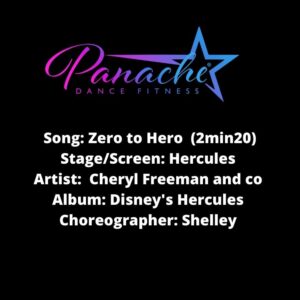 Panache
DANCE FITNESS
Song: Zero to Hero  (2min20)
Stage/Screen: Hercules
Artist:  Cheryl Freeman and co
Album: Disney's Hercules
Choreographer: Shelley